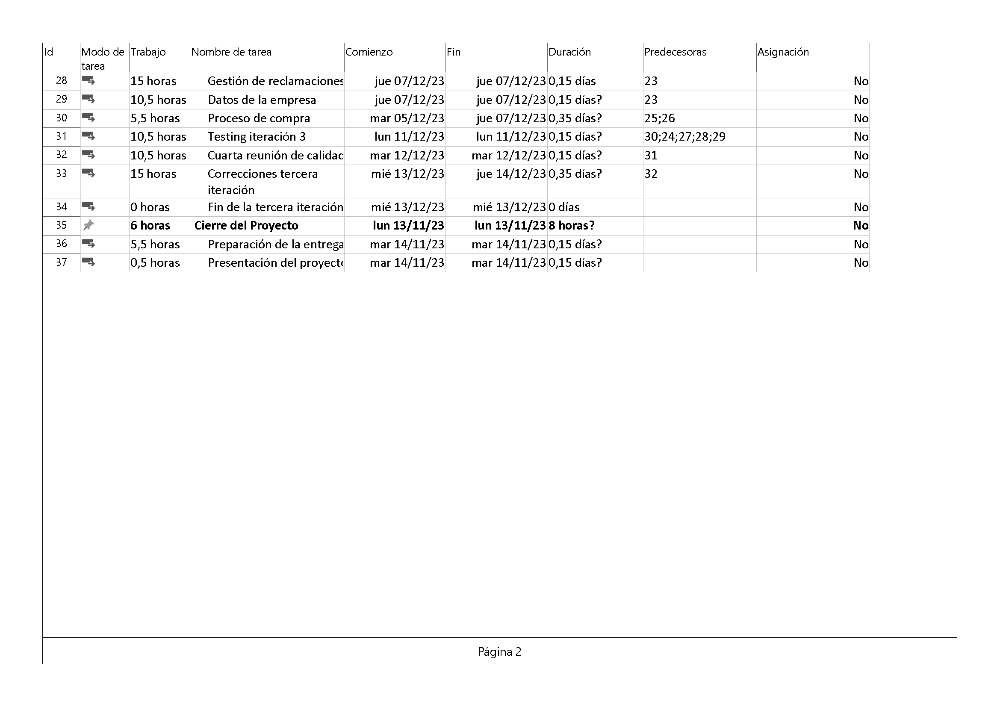 Id Modo de tarea Trabajo Nombre de tarea Comienzo Fin Duración Predecesoras Asignación
28 15 horas Gestión de reclamaciones jue 07/12/23 jue 07/12/23 0,15 días 23 No
29 10,5 horas Datos de la empresa jue 07/12/23 jue 07/12/23 0,15 días? 23 No
30 5,5 horas Proceso de compra mar 05/12/23 jue 07/12/23 0,35 días? 25;26 No
31 10,5 horas Testing iteración 3 lun 11/12/23 lun 11/12/23 0,15 días? 30;24;27;28;29 No
32 10,5 horas Cuarta reunión de calidad mar 12/12/23 mar 12/12/23 0,15 días? 31 No
33 15 horas Correcciones tercera iteración mié 13/12/23 jue 14/12/23 0,35 días? 32 No
34 0 horas Fin de la tercera iteración mié 13/12/23 mié 13/12/23 0 días No
35 6 horas Cierre del Proyecto lun 13/11/23 lun 13/11/23 8 horas? No
36 5,5 horas Preparación de la entrega mar 14/11/23 mar 14/11/23 0,15 días? No
37 0,5 horas Presentación del proyecto mar 14/11/23 mar 14/11/23 0,15 días? No
Página 2